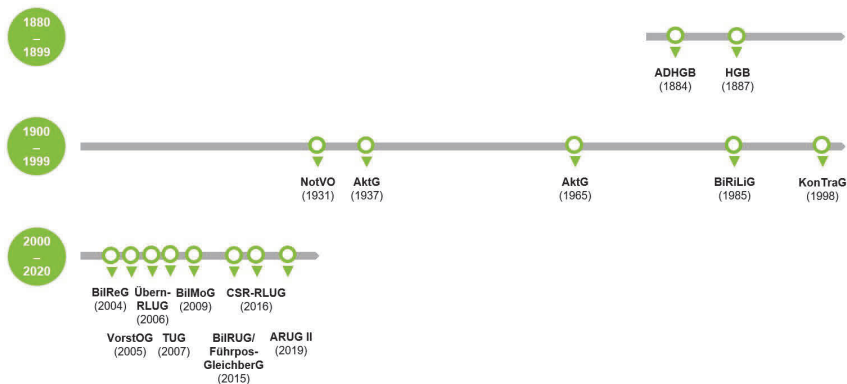 1880
–
1899
ADHGB
(1884)
HGB
(1887)
1900
–
1999
NotVO
(1931)
AktG
(1937)
AktG
(1965)
BiRiLiG
(1985)
KonTraG
(1998)
2000
–
2020
BilReG
(2004)
VorstOG
(2005)
Übern-
RLUG
(2006)
TUG
(2007)
BilMoG
(2009)
BilRUG/
Führpos-
GleichberG
(2015)
CSR-RLUG
(2016)
ARUG II
(2019)